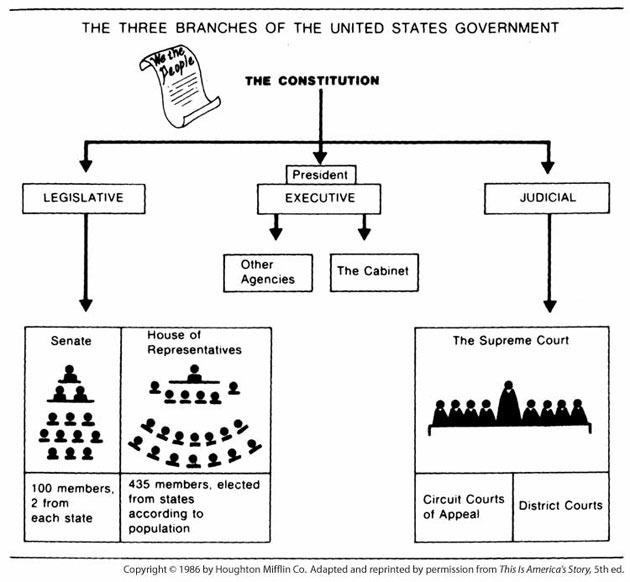 THE THREE BRANCHES OF THE UNITED STATES GOVERNMENT
We the
People
THE CONSTITUTION
LEGISLATIVE
President
EXECUTIVE
JUDICIAL
Other
Agencies
The Cabinet
Senate
House of
Representatives
The Supreme Court
100 members,
2 from
each state
435 members, elected
from states
according to
population
Circuit Courts
of Appeal
District Courts
Copyright © 1986 by Houghton Mifflin Co. Adapted and reprinted by permission from This Is America's Story, 5th ed.